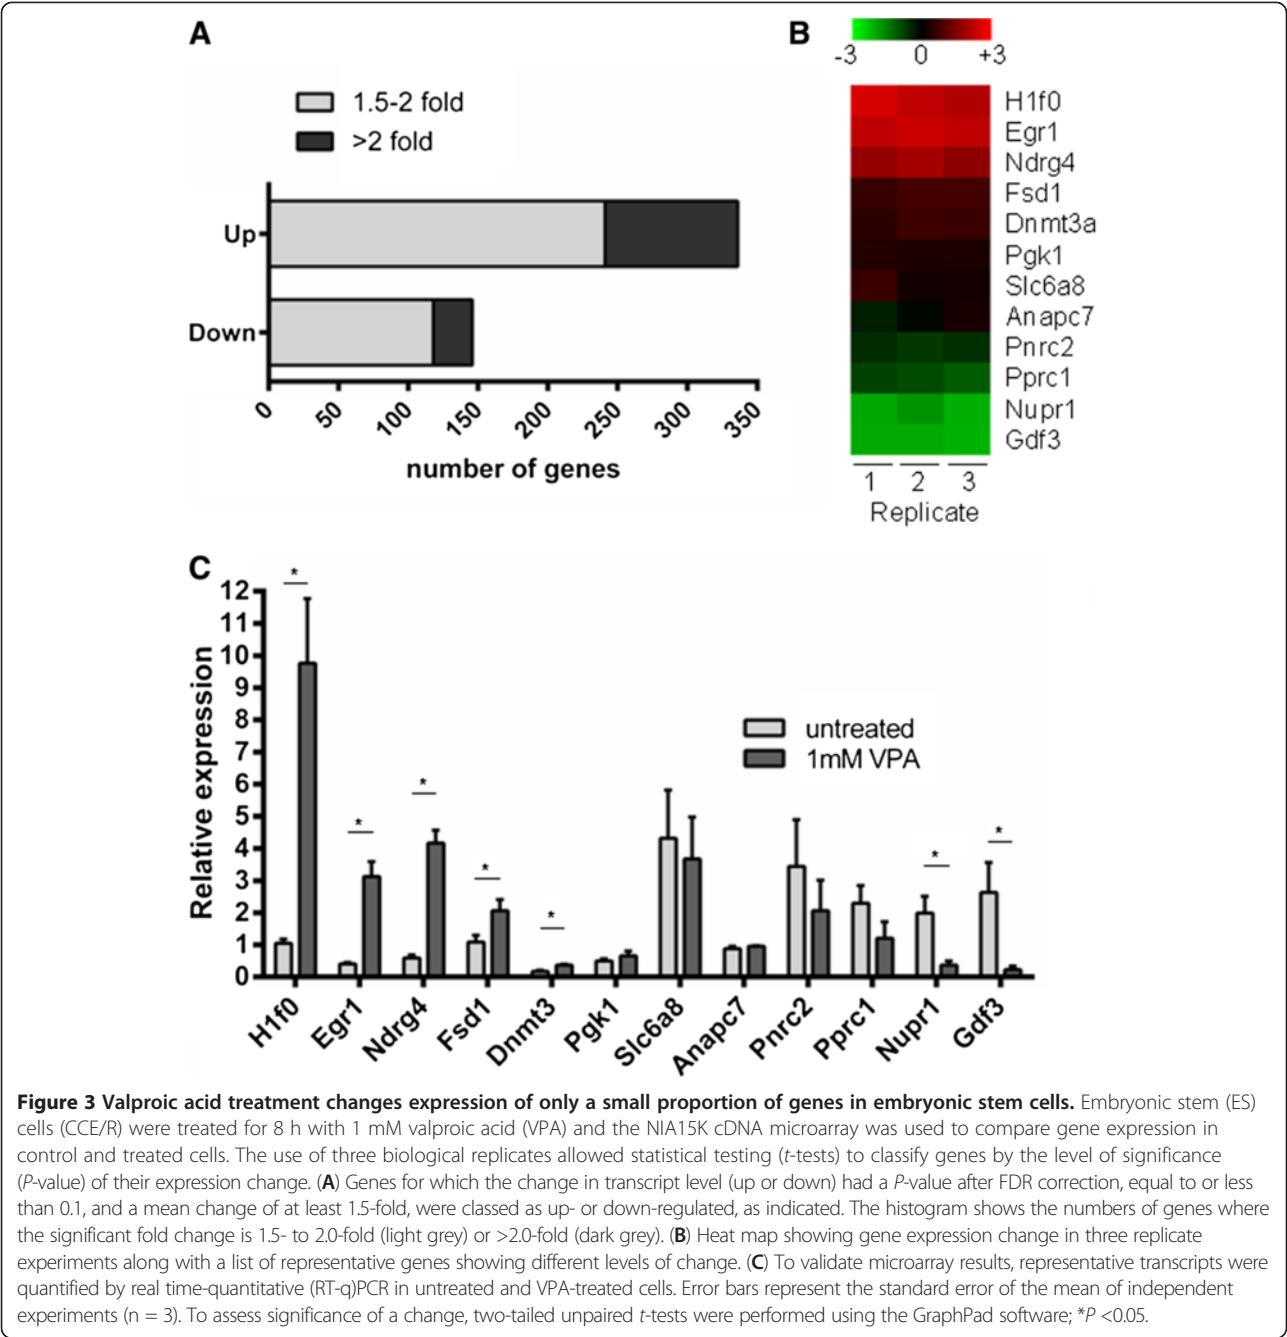 A
1.5-2 fold
>2 fold
Up
Down
0 50 100 150 200 250 300 350
number of genes
B
-3 0 +3
H1f0
Egr1
Ndrg4
Fsd1
Dnmt3a
Pgk1
Slc6a8
Anapc7
Pnrc2
Pprc1
Nupr1
Gdf3
1 2 3
Replicate
C
Relative expression
12
11
10
9
8
7
6
5
4
3
2
1
0
* * * * * * *
untreated
1mM VPA
H1f0 Egr1 Ndrg4 Fsd1 Dnmt3 Pgk1 Slc6a8 Anapc7 Pnrc2 Pprc1 Nupr1 Gdf3
Figure 3 Valproic acid treatment changes expression of only a small proportion of genes in embryonic stem cells. Embryonic stem (ES)
cells (CCE/R) were treated for 8 h with 1 mM valproic acid (VPA) and the NIA15K cDNA microarray was used to compare gene expression in
control and treated cells. The use of three biological replicates allowed statistical testing (t-tests) to classify genes by the level of significance
(P-value) of their expression change. (A) Genes for which the change in transcript level (up or down) had a P-value after FDR correction, equal to or less
than 0.1, and a mean change of at least 1.5-fold, were classed as up- or down-regulated, as indicated. The histogram shows the numbers of genes where
the significant fold change is 1.5- to 2.0-fold (light grey) or >2.0-fold (dark grey). (B) Heat map showing gene expression change in three replicate
experiments along with a list of representative genes showing different levels of change. (C) To validate microarray results, representative transcripts were
quantified by real time-quantitative (RT-q)PCR in untreated and VPA-treated cells. Error bars represent the standard error of the mean of independent
experiments (n = 3). To assess significance of a change, two-tailed unpaired t-tests were performed using the GraphPad software; *P <0.05.